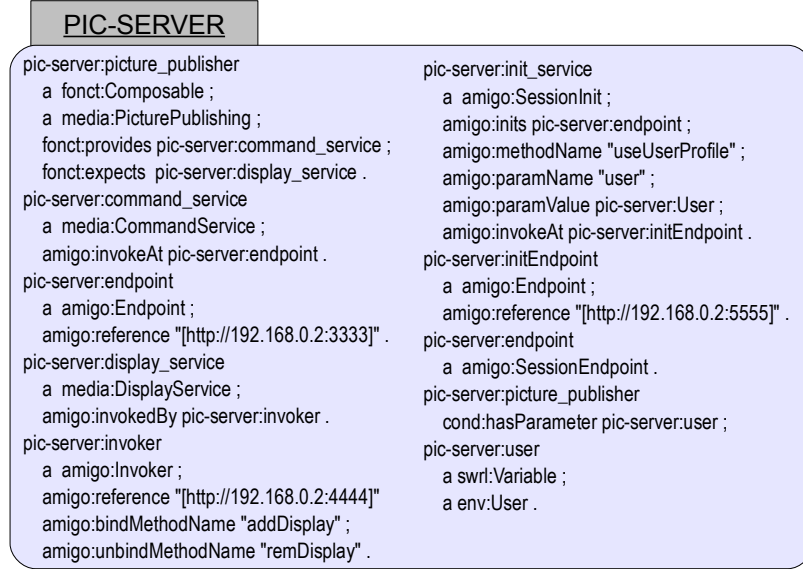 PIC-SERVER
pic-server:picture_publisher
a fonct:Composable ;
a media:PicturePublishing ;
fonct:provides pic-server:command_service ;
fonct:expects pic-server:display_service .
pic-server:command_service
a media:CommandService ;
amigo:invokeAt pic-server:endpoint .
pic-server:endpoint
a amigo:Endpoint ;
amigo:reference "[http://192.168.0.2:3333]" .
pic-server:display_service
a media:DisplayService ;
amigo:invokedBy pic-server:invoker .
pic-server:invoker
a amigo:Invoker ;
amigo:reference "[http://192.168.0.2:4444]"
amigo:bindMethodName "addDisplay" ;
amigo:unbindMethodName "remDisplay" .
pic-server:init_service
a amigo:SessionInit ;
amigo:inits pic-server:endpoint ;
amigo:methodName "useUserProfile" ;
amigo:paramName "user" ;
amigo:paramValue pic-server:User ;
amigo:invokeAt pic-server:initEndpoint .
pic-server:initEndpoint
a amigo:Endpoint ;
amigo:reference "[http://192.168.0.2:5555]" .
pic-server:endpoint
a amigo:SessionEndpoint .
pic-server:picture_publisher
cond:hasParameter pic-server:user ;
pic-server:user
a swrl:Variable ;
a env:User .